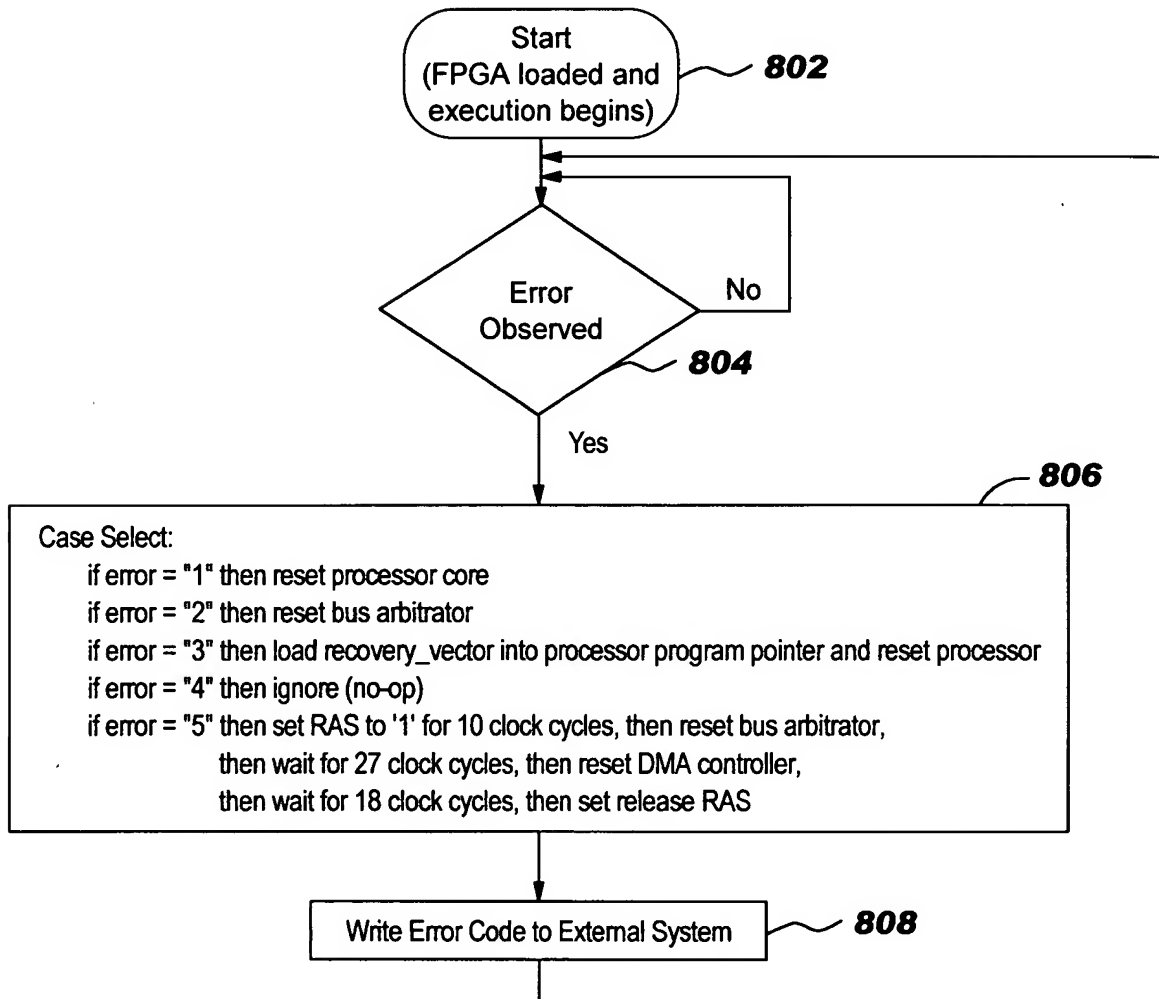 Start
(FPGA loaded and
execution begins)
802
Error
Observed
No
804
Yes
806
Case Select:
if error = "1" then reset processor core
if error = "2" then reset bus arbitrator
if error = "3" then load recovery_vector into processor program pointer and reset processor
if error = "4" then ignore (no-op)
if error = "5" then set RAS to '1' for 10 clock cycles, then reset bus arbitrator,
then wait for 27 clock cycles, then reset DMA controller,
then wait for 18 clock cycles, then set release RAS
Write Error Code to External System
808